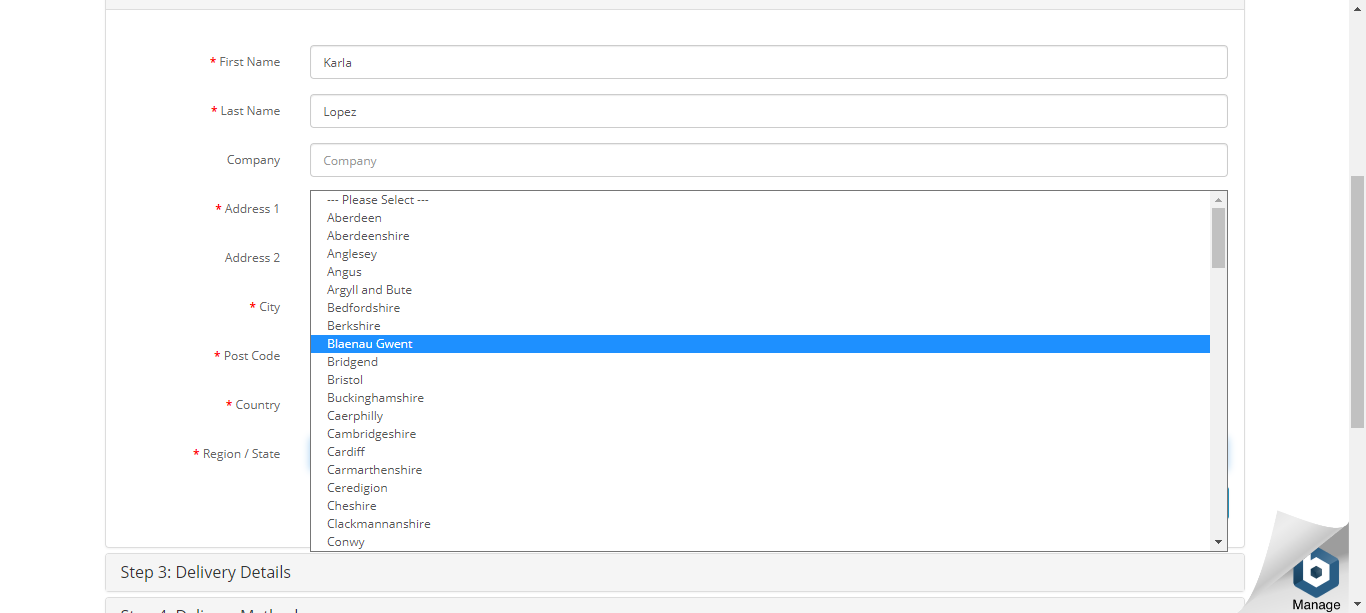 * First Name
Karla
* Last Name
Lopez
Company
Company
* Address 1
Address 2
* City
* Post Code
* Country
* Region / State
--- Please Select ---
Aberdeen
Aberdeenshire
Anglesey
Angus
Argyll and Bute
Bedfordshire
Berkshire
Blaenau Gwent
Bridgend
Bristol
Buckinghamshire
Caerphilly
Cambridgeshire
Cardiff
Carmarthenshire
Ceredigion
Cheshire
Clackmannanshire
Conwy
Step 3: Delivery Details
Manage